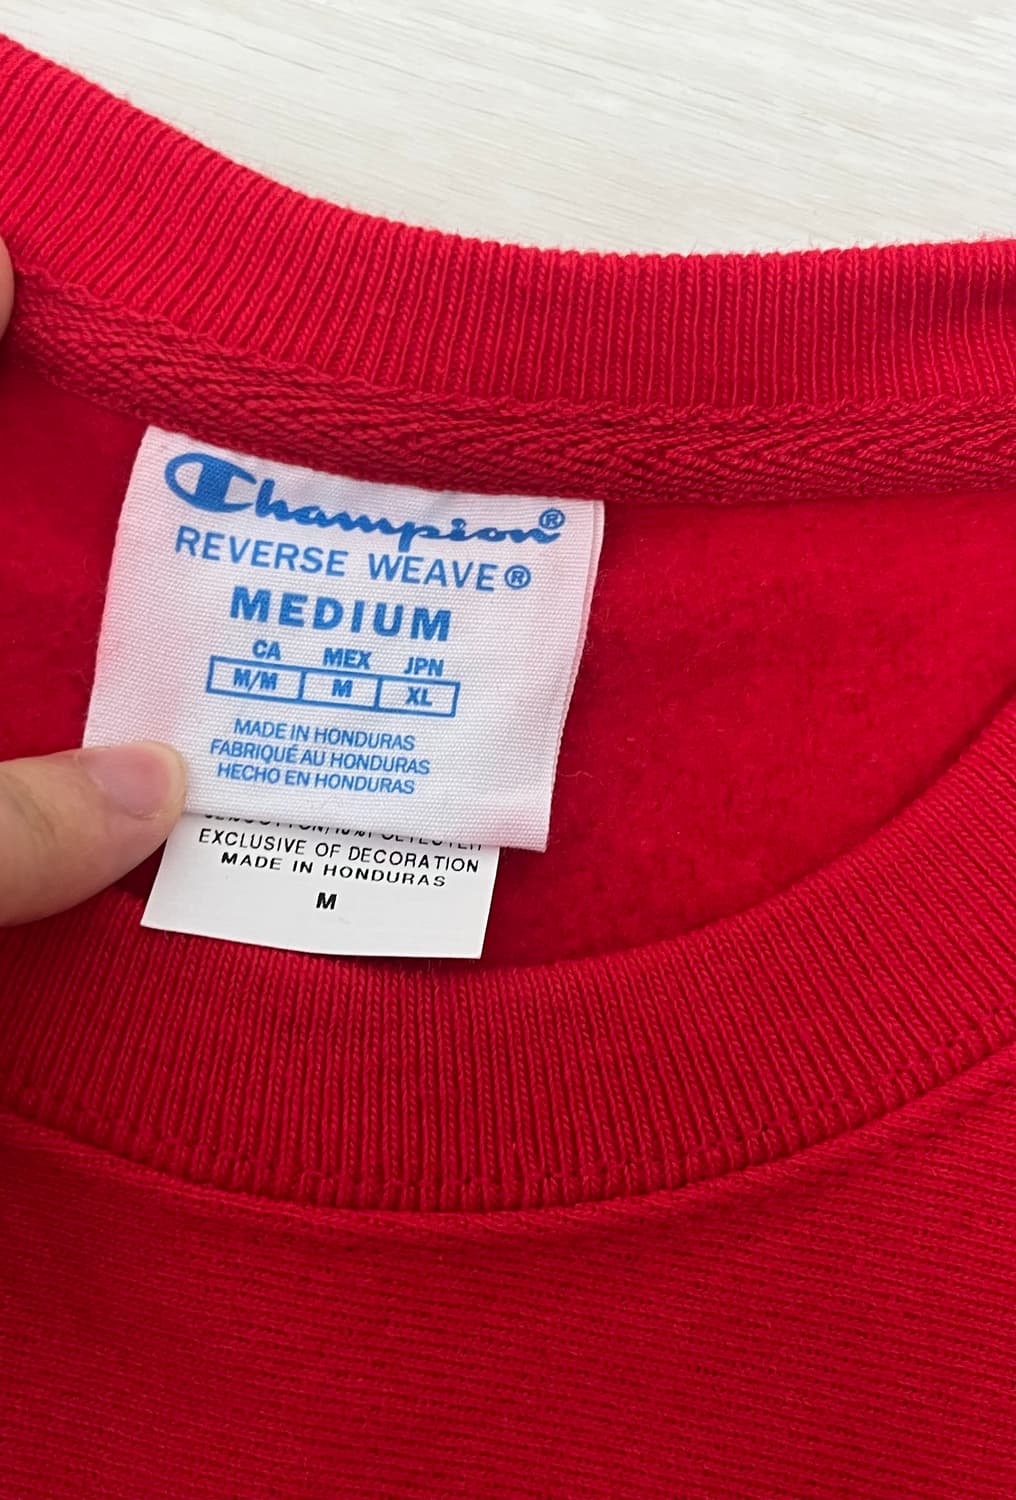 Champion®
REVERSE WEAVE®
MEDIUM
CA MEX JPN
M/M M XL
MADE IN HONDURAS
FABRIQUÉ AU HONDURAS
HECHO EN HONDURAS
EXCLUSIVE OF DECORATION
MADE IN HONDURAS
M